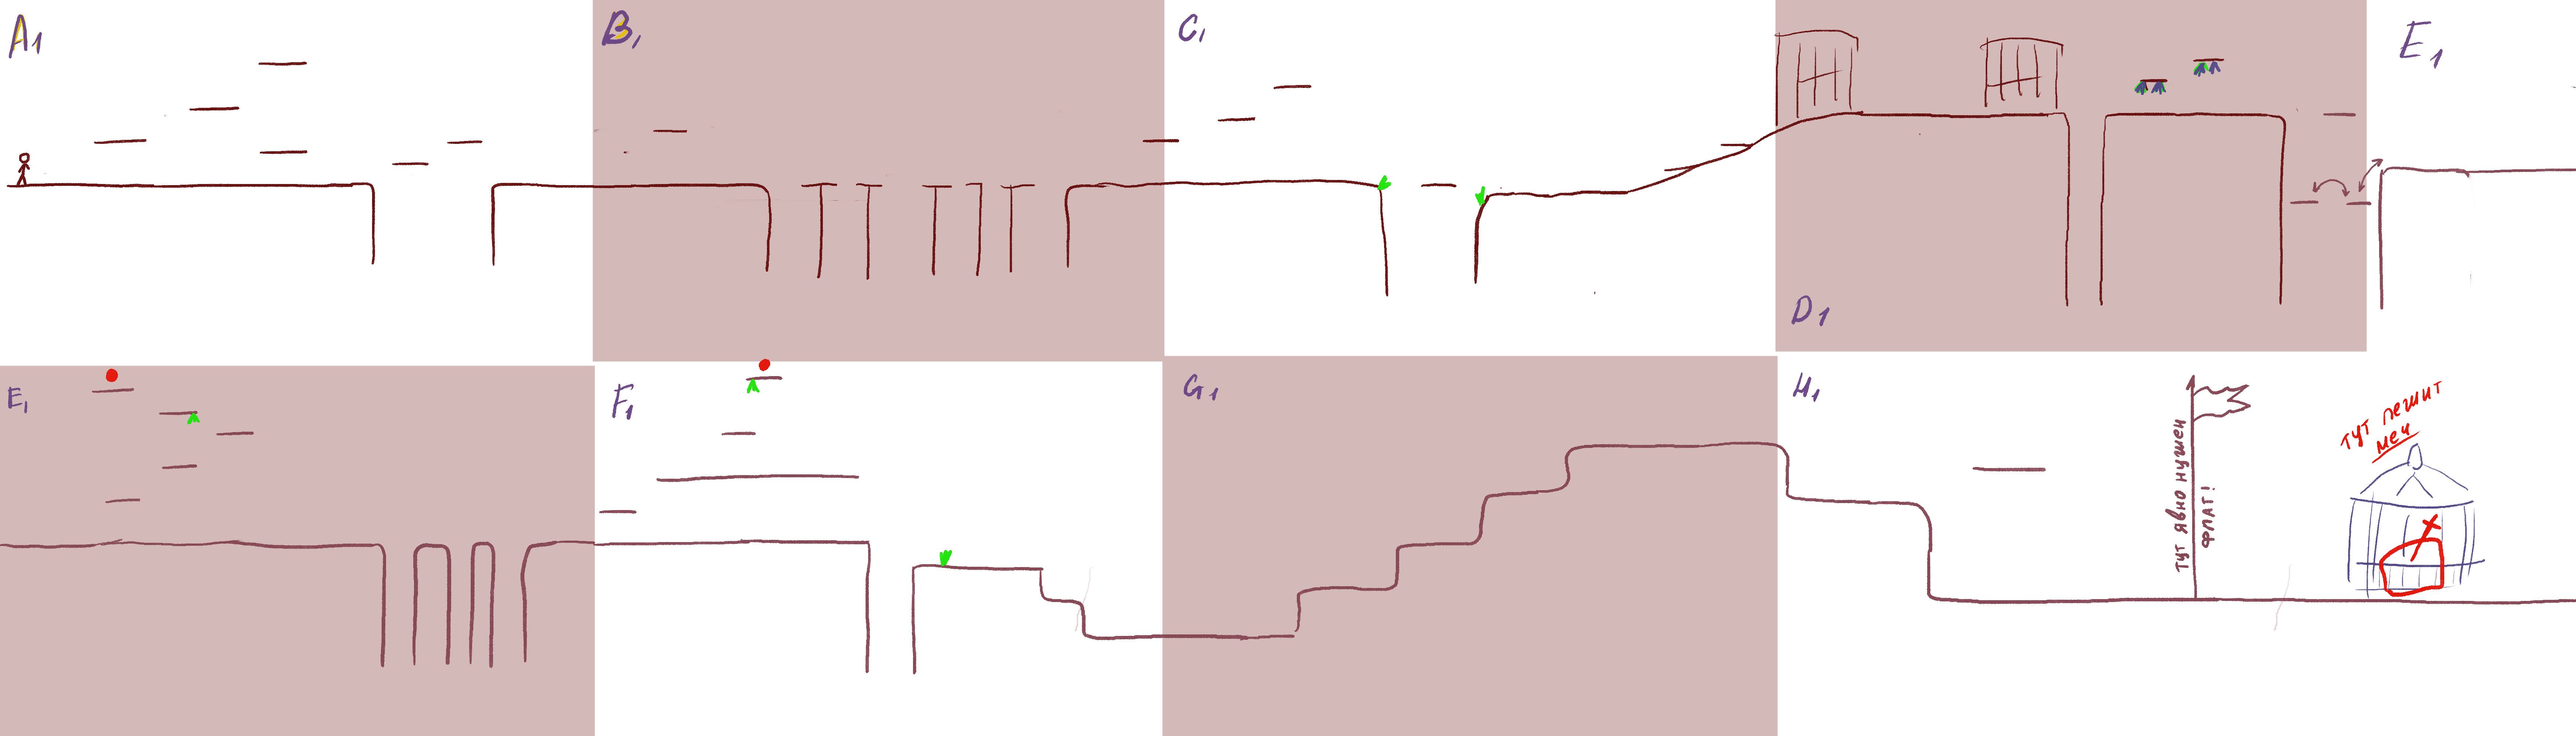 A1
B1
C1
D1
E1
E1
F1
G1
H1
тут явно нужен
флаг!
тут лежит
меч